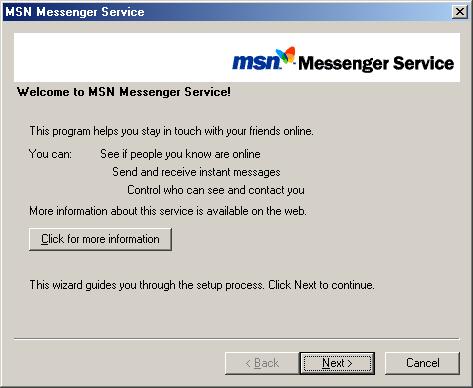 MSN Messenger Service
msn Messenger Service
Welcome to MSN Messenger Service!
This program helps you stay in touch with your friends online.
You can: See if people you know are online
Send and receive instant messages
Control who can see and contact you
More information about this service is available on the web.
Click for more information
This wizard guides you through the setup process. Click Next to continue.
< Back Next > Cancel